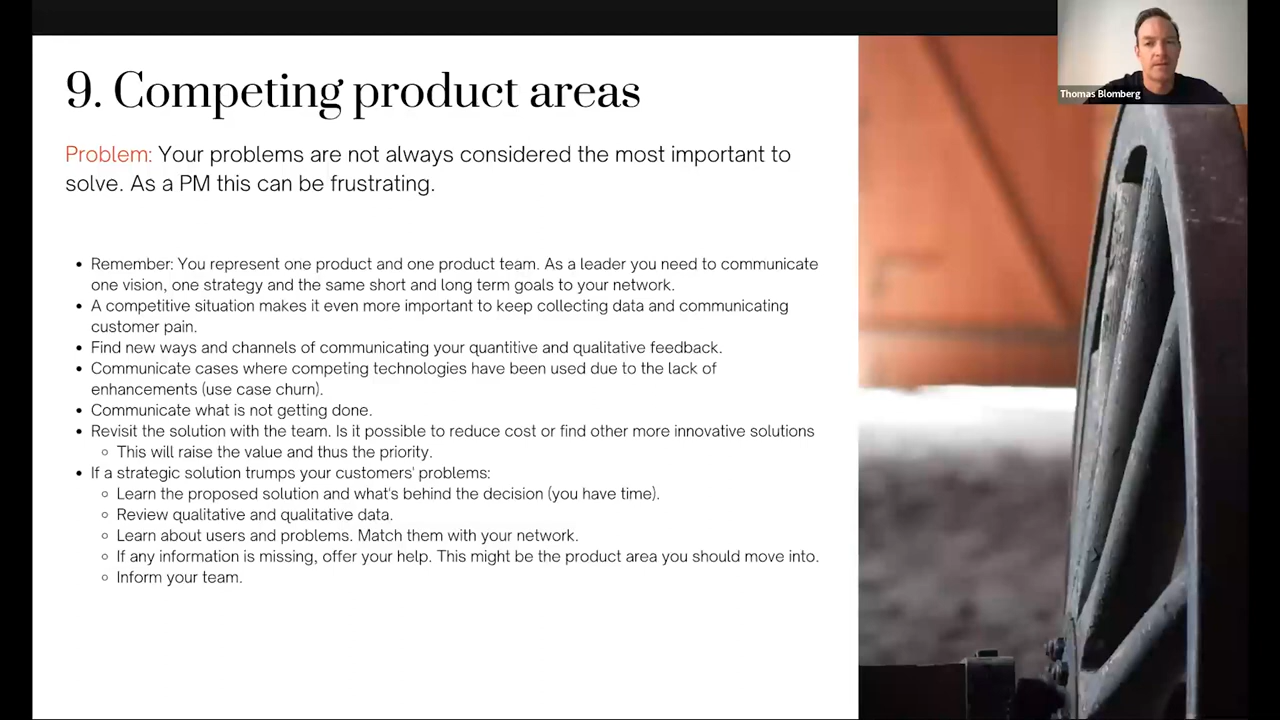 9. Competing product areas
Thomas Blomberg
Problem: Your problems are not always considered the most important to
solve. As a PM this can be frustrating.
• Remember: You represent one product and one product team. As a leader you need to communicate
one vision, one strategy and the same short and long term goals to your network.
• A competitive situation makes it even more important to keep collecting data and communicating
customer pain.
• Find new ways and channels of communicating your quantitive and qualitative feedback.
• Communicate cases where competing technologies have been used due to the lack of
enhancements (use case churn).
• Communicate what is not getting done.
• Revisit the solution with the team. Is it possible to reduce cost or find other more innovative solutions
◦ This will raise the value and thus the priority.
• If a strategic solution trumps your customers' problems:
◦ Learn the proposed solution and what's behind the decision (you have time).
◦ Review qualitative and qualitative data.
◦ Learn about users and problems. Match them with your network.
◦ If any information is missing, offer your help. This might be the product area you should move into.
◦ Inform your team.